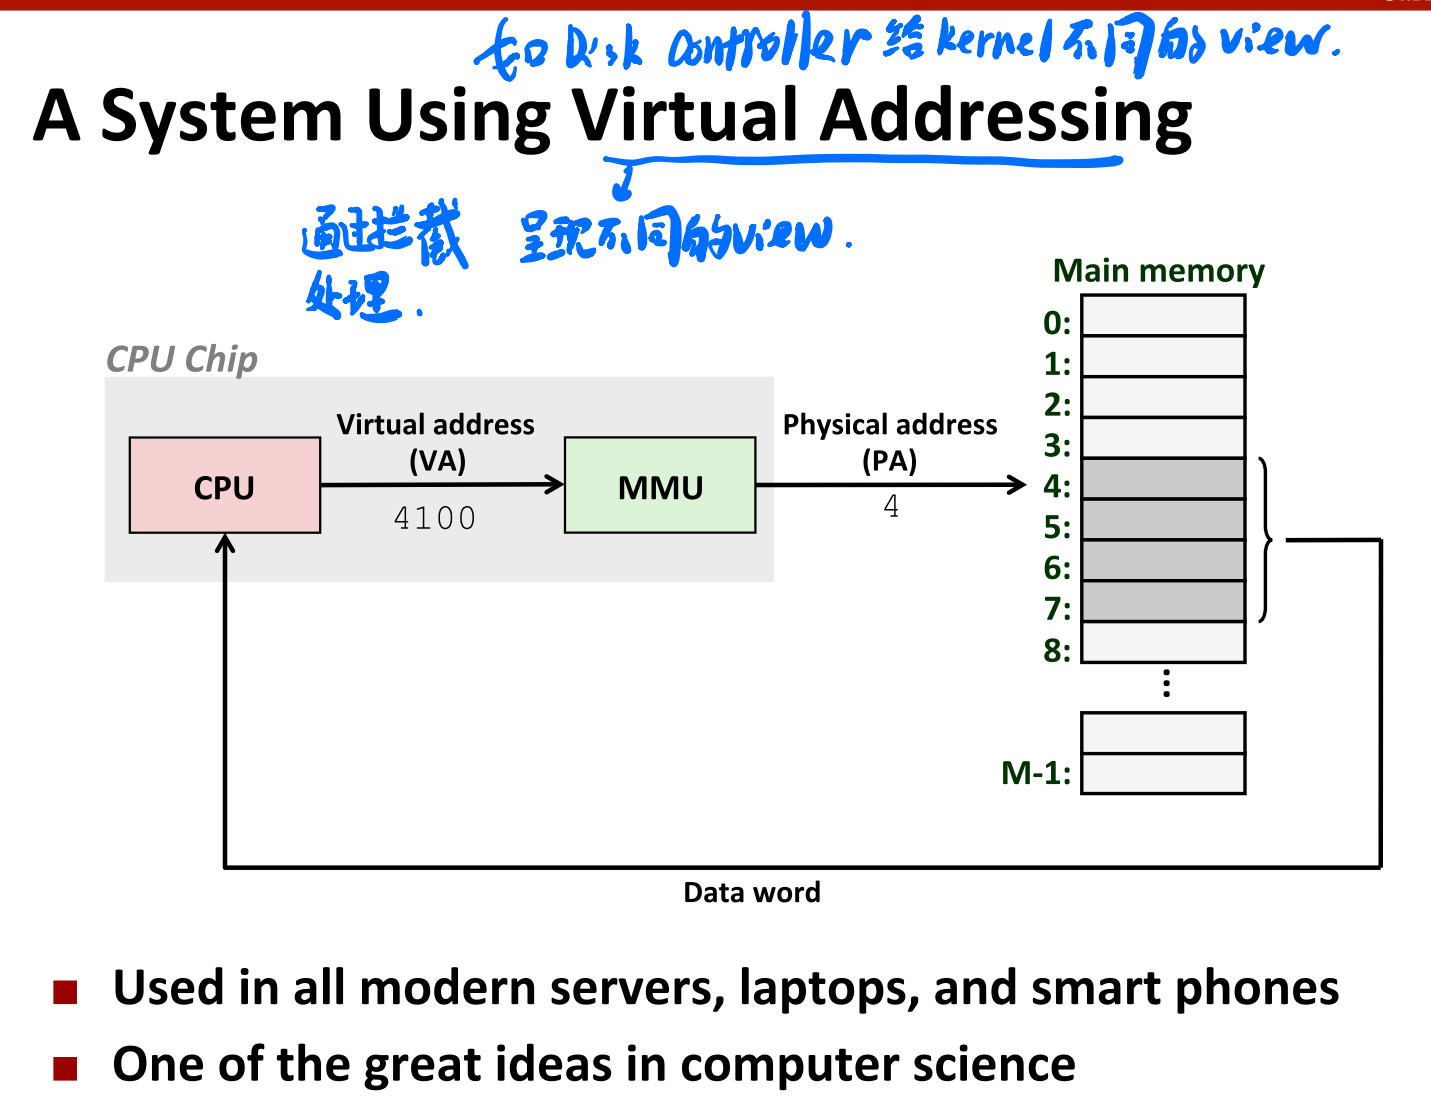 如 Disk Controller 给 kernel 不同的 view.
A System Using Virtual Addressing
通过拦截 呈现不同的view.
处理.
Main memory
CPU Chip
0:
1:
2:
3:
4:
5:
6:
7:
8:
⋮
M-1:
Virtual address
(VA)
4100
CPU
MMU
Physical address
(PA)
4
Data word
■ Used in all modern servers, laptops, and smart phones
■ One of the great ideas in computer science